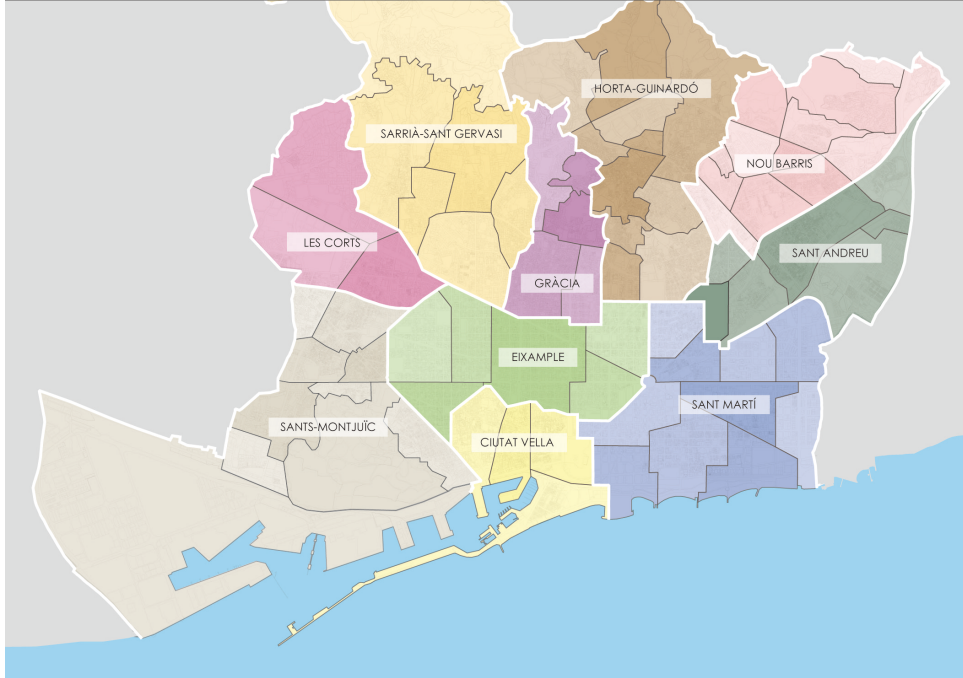 HORTA-GUINARDÓ
SARRIÀ-SANT GERVASI
NOU BARRIS
LES CORTS
SANT ANDREU
GRÀCIA
EIXAMPLE
SANT MARTÍ
SANTS-MONTJUÏC
CIUTAT VELLA